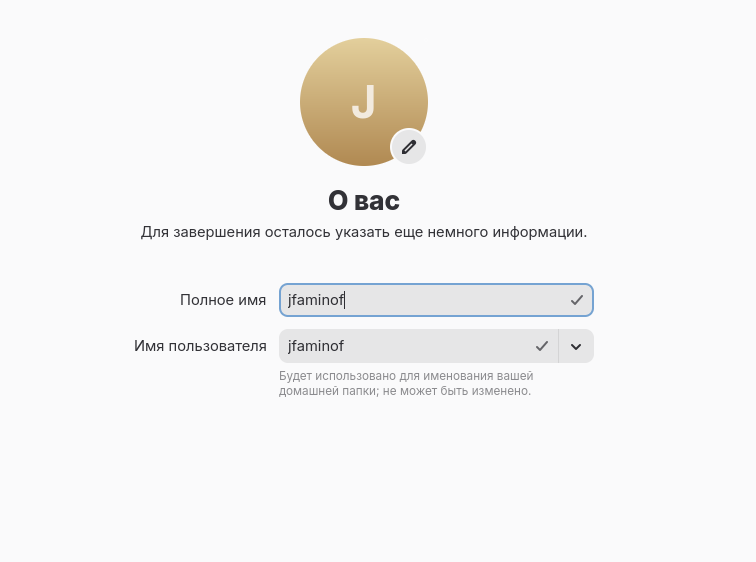 J
О вас
Для завершения осталось указать еще немного информации.
Полное имя jfaminof
Имя пользователя jfaminof
Будет использовано для именования вашей
домашней папки; не может быть изменено.